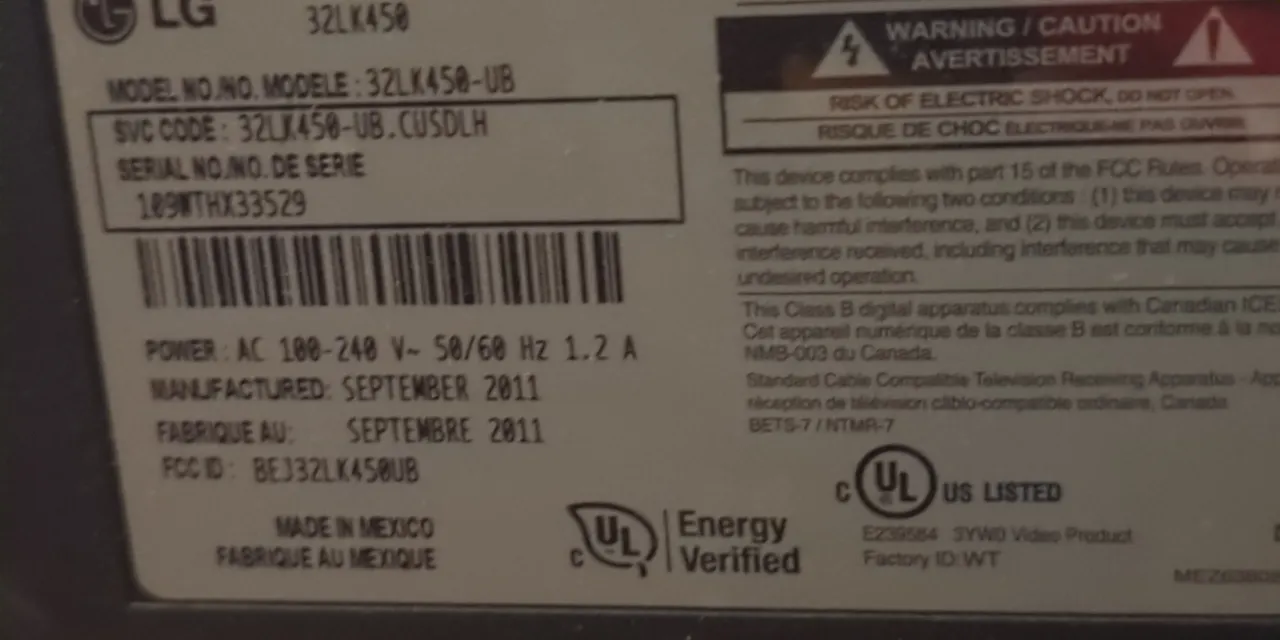 LG
32LK450
MODEL NO./NO. MODELE : 32LK450-UB
SVC CODE : 32LK450-UB.CUSDLH
SERIAL NO./NO. DE SERIE
109WTHX33529
POWER : AC 100-240 V~ 50/60 Hz 1.2 A
MANUFACTURED: SEPTEMBER 2011
FABRIQUE AU: SEPTEMBRE 2011
FCC ID : BEJ32LK450UB
MADE IN MEXICO
FABRIQUE AU MEXIQUE
C UL Energy
Verified
WARNING / CAUTION
AVERTISSEMENT
RISK OF ELECTRIC SHOCK, DO NOT OPEN.
RISQUE DE CHOC ELECTRIQUE-NE PAS OUVRIR
This device complies with part 15 of the FCC Rules.
subject to the following two conditions : (1) this device may
cause harmful interference, and (2) this device must accept
interference received, including interference that may cause
undesired operation.
This Class B digital apparatus complies with Canadian ICE
Cet appareil numérique de la classe B est conforme à la
NMB-003 du Canada.
Standard Cable Compatible Television Receiving Apparatus -
réception de télévision câblo-compatible ordinaire, Canada
BETS-7 / NTMR-7
C UL US LISTED
E239584 3YW0 Video Product
Factory ID: WT